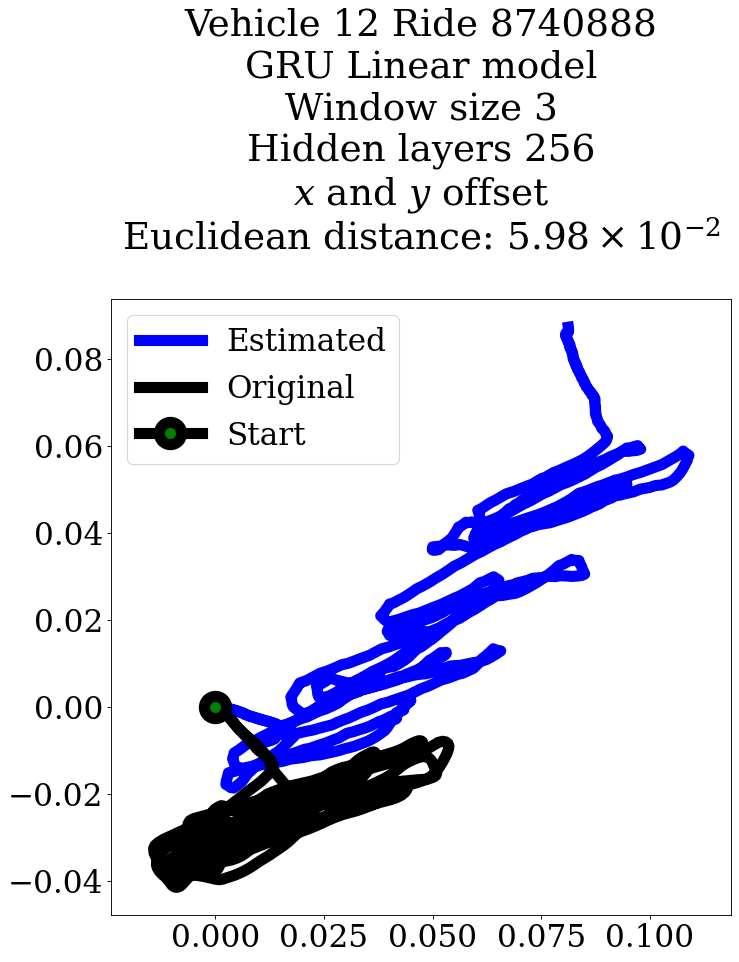 Vehicle 12 Ride 8740888
GRU Linear model
Window size 3
Hidden layers 256
x and y offset
Euclidean distance: 5.98 × 10⁻²
Estimated
Original
Start
0.08
0.06
0.04
0.02
0.00
−0.02
−0.04
0.000 0.025 0.050 0.075 0.100